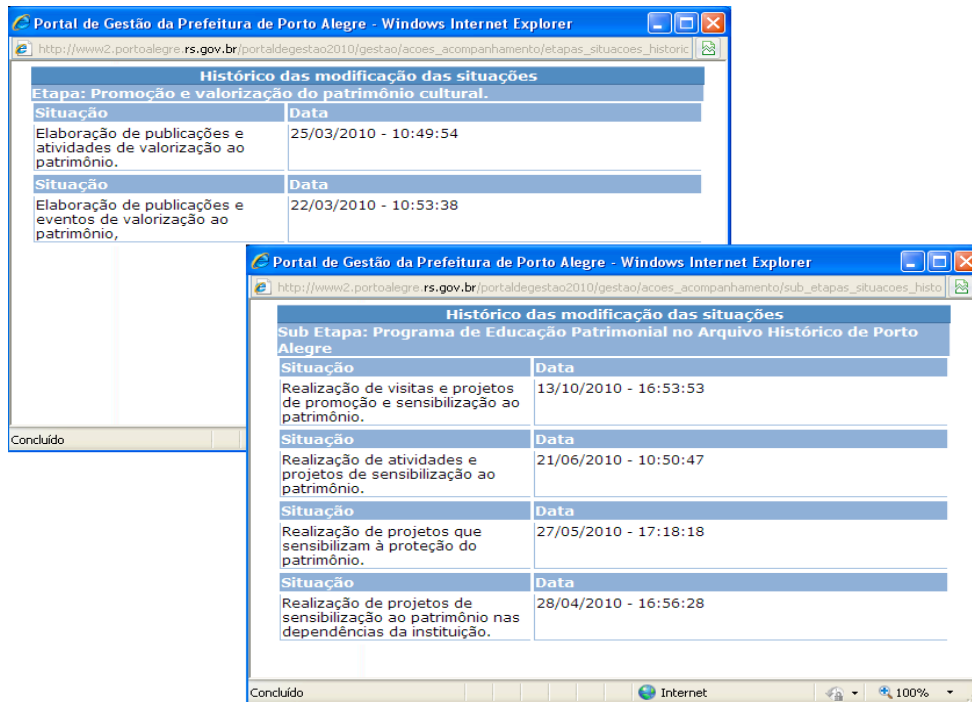 Portal de Gestão da Prefeitura de Porto Alegre - Windows Internet Explorer
http://www2.portoalegre.rs.gov.br/portaldegestao2010/gestao/acoes_acompanhamento/etapas_situacoes_historic
Histórico das modificação das situações
Etapa: Promoção e valorização do patrimônio cultural.
Situação Data
Elaboração de publicações e 25/03/2010 - 10:49:54
atividades de valorização ao
patrimônio.
Situação Data
Elaboração de publicações e 22/03/2010 - 10:53:38
eventos de valorização ao
patrimônio,
Concluído
Portal de Gestão da Prefeitura de Porto Alegre - Windows Internet Explorer
http://www2.portoalegre.rs.gov.br/portaldegestao2010/gestao/acoes_acompanhamento/sub_etapas_situacoes_histo
Histórico das modificação das situações
Sub Etapa: Programa de Educação Patrimonial no Arquivo Histórico de Porto
Alegre
Situação Data
Realização de visitas e projetos 13/10/2010 - 16:53:53
de promoção e sensibilização ao
patrimônio.
Situação Data
Realização de atividades e 21/06/2010 - 10:50:47
projetos de sensibilização ao
patrimônio.
Situação Data
Realização de projetos que 27/05/2010 - 17:18:18
sensibilizam à proteção do
patrimônio.
Situação Data
Realização de projetos de 28/04/2010 - 16:56:28
sensibilização ao patrimônio nas
dependências da instituição.
Concluído Internet 100%